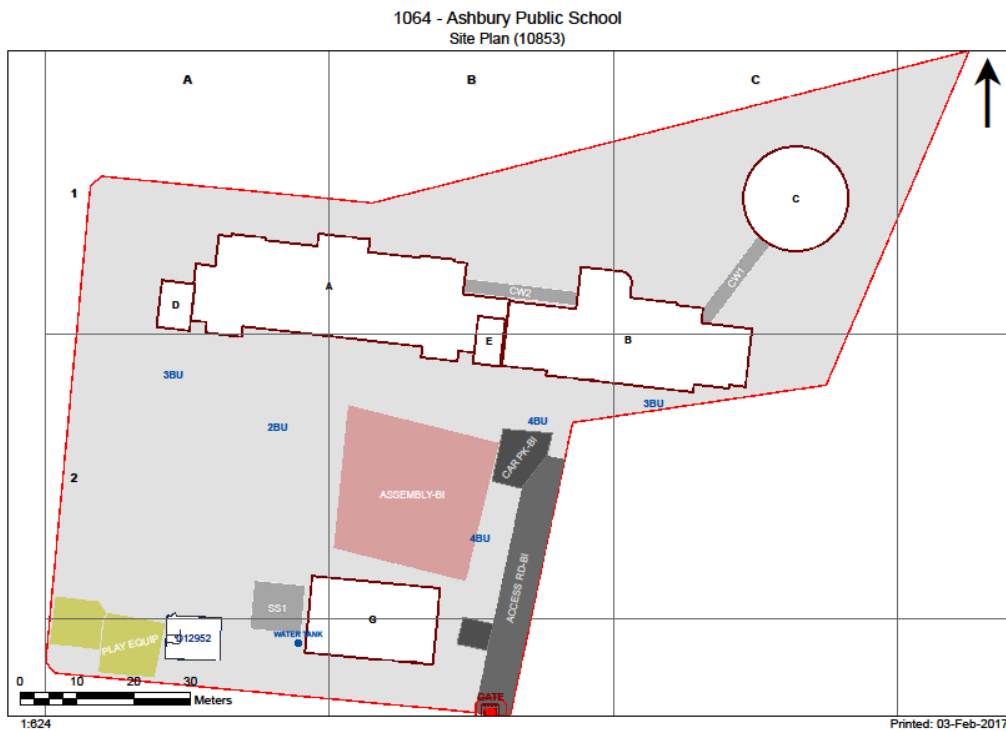 1064 - Ashbury Public School
Site Plan (10853)
A
B
C
1
C
CW1
A
CW2
D
E
B
3BU
3BU
2BU
4BU
CAR PK-BI
2
ASSEMBLY-BI
4BU
ACCESS RD-BI
SS1
G
WATER TANK
PLAY EQUIP
GATE
0 10 20 30
Meters
1:624
Printed: 03-Feb-2017